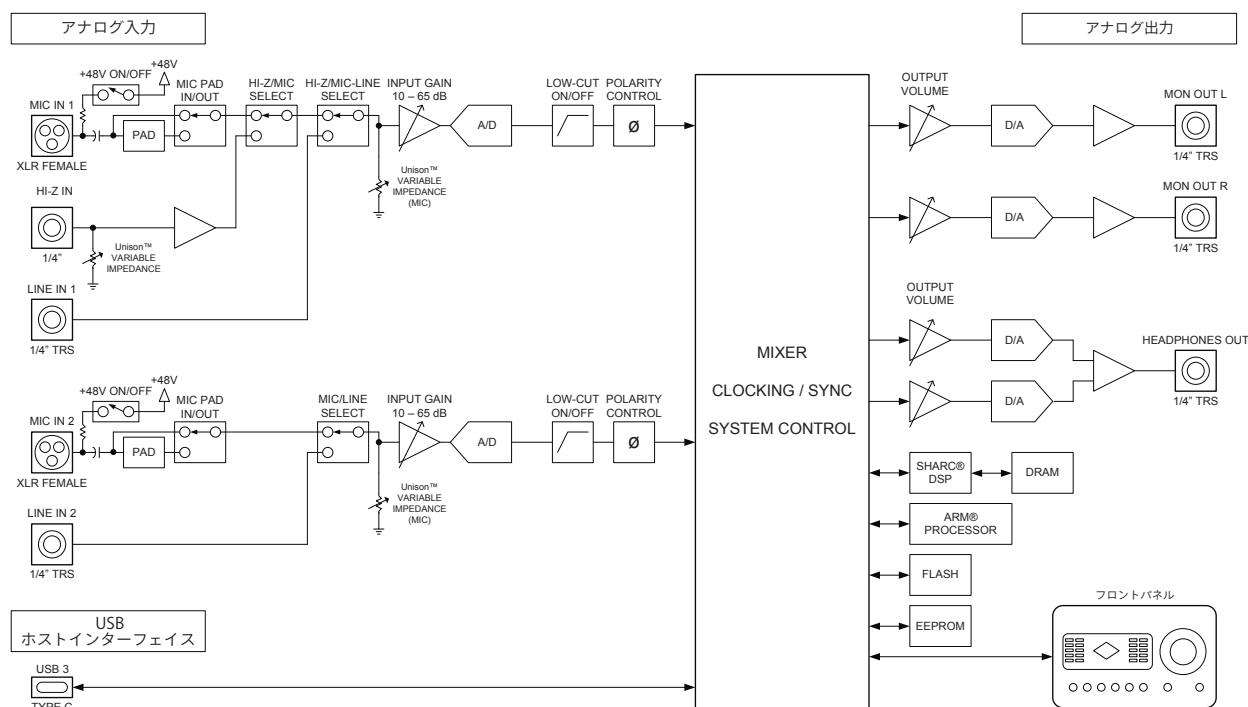 アナログ入力
アナログ出力
+48V ON/OFF
+48V
MIC IN 1
XLR FEMALE
PAD
MIC PAD
IN/OUT
HI-Z/MIC
SELECT
HI-Z/MIC-LINE
SELECT
INPUT GAIN
10 – 65 dB
A/D
LOW-CUT
ON/OFF
POLARITY
CONTROL
Ø
Unison™
VARIABLE
IMPEDANCE
(MIC)
HI-Z IN
1/4”
Unison™
VARIABLE
IMPEDANCE
LINE IN 1
1/4” TRS
+48V ON/OFF
+48V
MIC IN 2
XLR FEMALE
PAD
MIC PAD
IN/OUT
MIC/LINE
SELECT
INPUT GAIN
10 – 65 dB
A/D
LOW-CUT
ON/OFF
POLARITY
CONTROL
Ø
Unison™
VARIABLE
IMPEDANCE
(MIC)
LINE IN 2
1/4” TRS
USB
ホストインターフェイス
USB 3
TYPE C
MIXER
CLOCKING / SYNC
SYSTEM CONTROL
OUTPUT
VOLUME
D/A
MON OUT L
1/4” TRS
D/A
MON OUT R
1/4” TRS
OUTPUT
VOLUME
D/A
D/A
HEADPHONES OUT
1/4” TRS
SHARC®
DSP
DRAM
ARM®
PROCESSOR
FLASH
EEPROM
フロントパネル